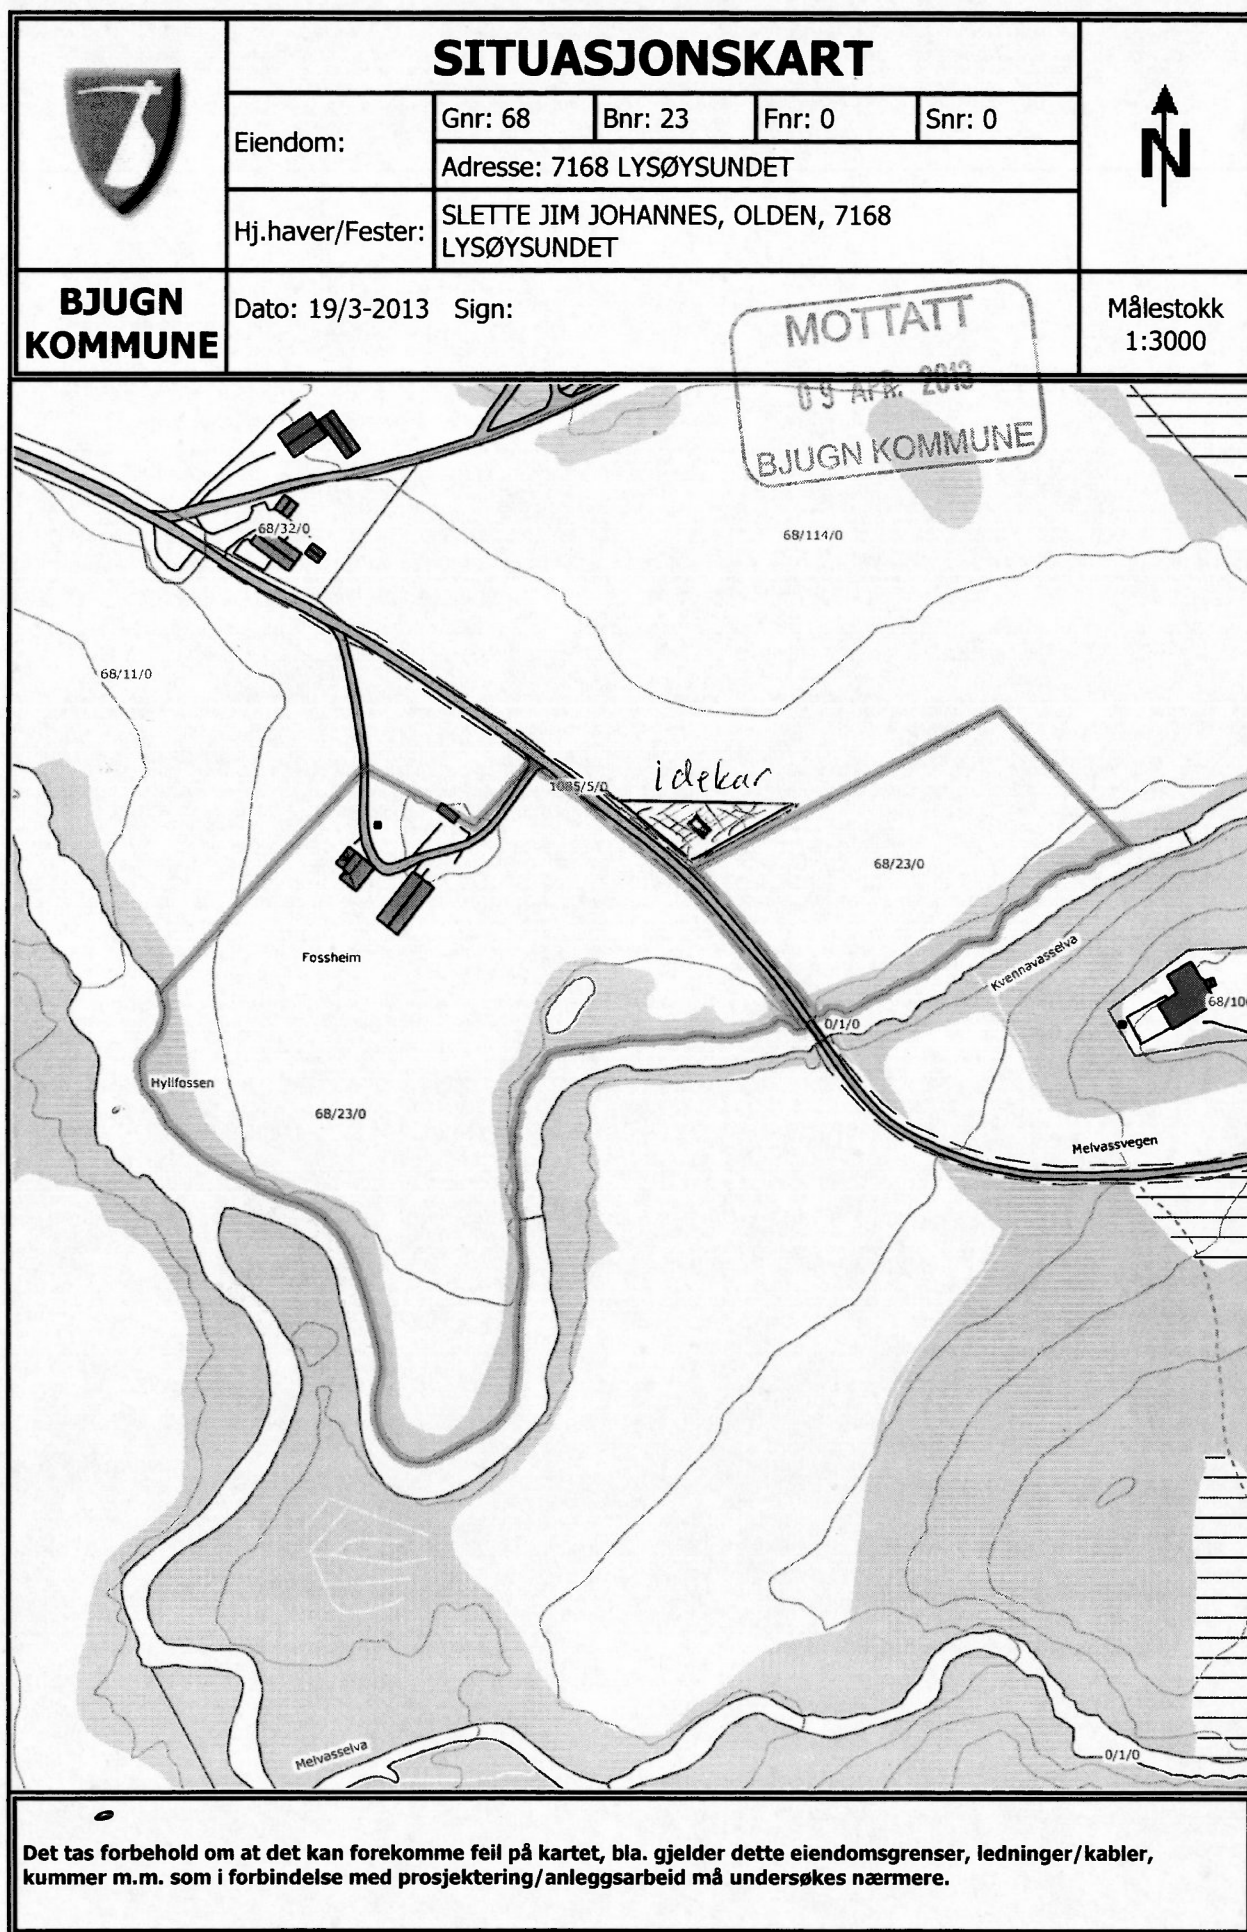 SITUASJONSKART
Eiendom:
Gnr: 68
Bnr: 23
Fnr: 0
Snr: 0
Adresse: 7168 LYSØYSUNDET
Hj.haver/Fester:
SLETTE JIM JOHANNES, OLDEN, 7168
LYSØYSUNDET
N
BJUGN
KOMMUNE
Dato: 19/3-2013 Sign:
Målestokk
1:3000
MOTTATT
09 APR. 2013
BJUGN KOMMUNE
68/32/0
68/114/0
68/11/0
idekar
1085/5/0
68/23/0
Fossheim
Kvennavasselva
68/10
0/1/0
Hyllfossen
68/23/0
Melvassvegen
Melvasselva
0/1/0
Det tas forbehold om at det kan forekomme feil på kartet, bla. gjelder dette eiendomsgrenser, ledninger/kabler,
kummer m.m. som i forbindelse med prosjektering/anleggsarbeid må undersøkes nærmere.